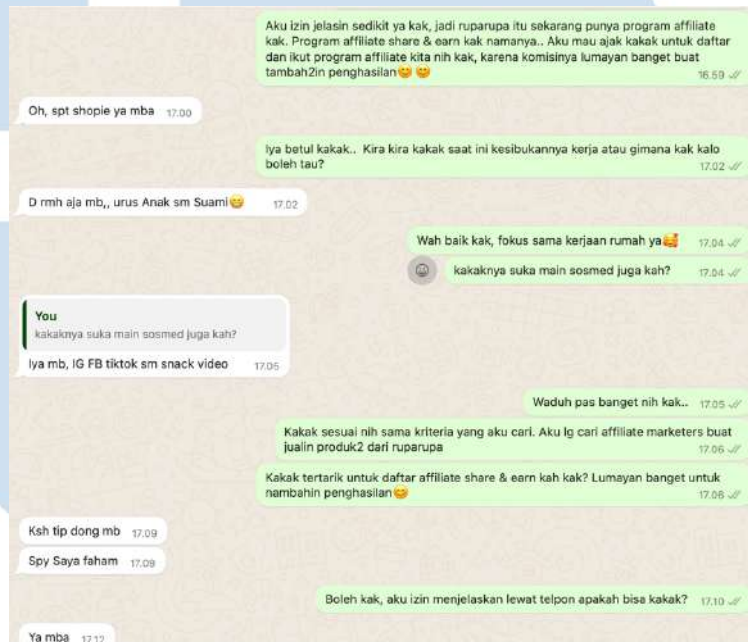 Aku izin jelasin sedikit ya kak, jadi ruparupa itu sekarang punya program affiliate
kak. Program affiliate share & earn kak namanya.. Aku mau ajak kakak untuk daftar
dan ikut program affiliate kita nih kak, karena komisinya lumayan banget buat
tambah2in penghasilan😊 😊
16.59
Oh, spt shopie ya mba 17.00
Iya betul kakak.. Kira kira kakak saat ini kesibukannya kerja atau gimana kak kalo
boleh tau?
17.02
D rmh aja mb,, urus Anak sm Suami😄 17.02
Wah baik kak, fokus sama kerjaan rumah ya🥰 17.04
kakaknya suka main sosmed juga kah? 17.04
You
kakaknya suka main sosmed juga kah?
Iya mb, IG FB tiktok sm snack video 17.05
Waduh pas banget nih kak.. 17.05
Kakak sesuai nih sama kriteria yang aku cari. Aku lg cari affiliate marketers buat
jualin produk2 dari ruparupa
17.06
Kakak tertarik untuk daftar affiliate share & earn kah kak? Lumayan banget untuk
nambahin penghasilan😊
17.06
Ksh tip dong mb 17.09
Spy Saya faham 17.09
Boleh kak, aku izin menjelaskan lewat telpon apakah bisa kakak? 17.10
Ya mba 17.12